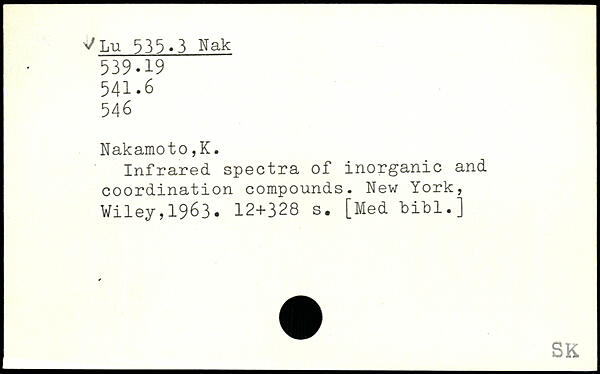 ✓ Lu 535.3 Nak
539.19
541.6
546
Nakamoto,K.
Infrared spectra of inorganic and
coordination compounds. New York,
Wiley,1963. 12+328 s. [Med bibl.]
SK